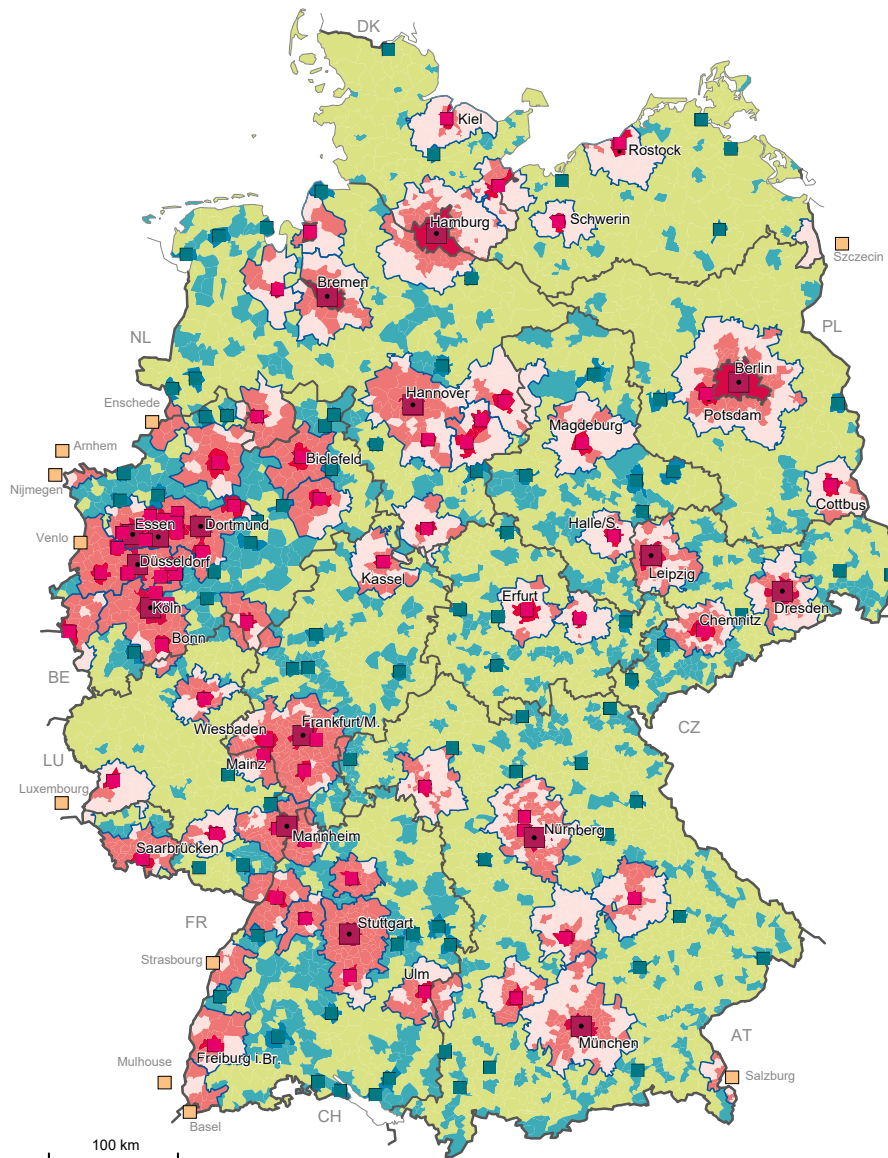 DK
Kiel
Rostock
Hamburg
Schwerin
Szczecin
Bremen
NL
PL
Berlin
Enschede
Hannover
Potsdam
Magdeburg
Arnhem
Bielefeld
Nijmegen
Cottbus
Essen
Dortmund
Halle/S.
Venlo
Düsseldorf
Leipzig
Kassel
Erfurt
Köln
Dresden
Chemnitz
Bonn
BE
Wiesbaden
Frankfurt/M.
CZ
LU
Mainz
Luxembourg
Nürnberg
Mannheim
Saarbrücken
FR
Stuttgart
Strasbourg
Ulm
AT
München
Freiburg i.Br.
Mulhouse
Salzburg
CH
Basel
100 km